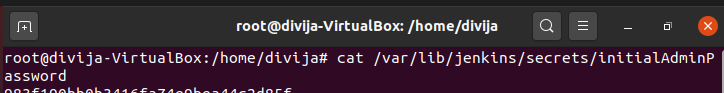 root@divija-VirtualBox: /home/divija
root@divija-VirtualBox:/home/divija# cat /var/lib/jenkins/secrets/initialAdminP
assword